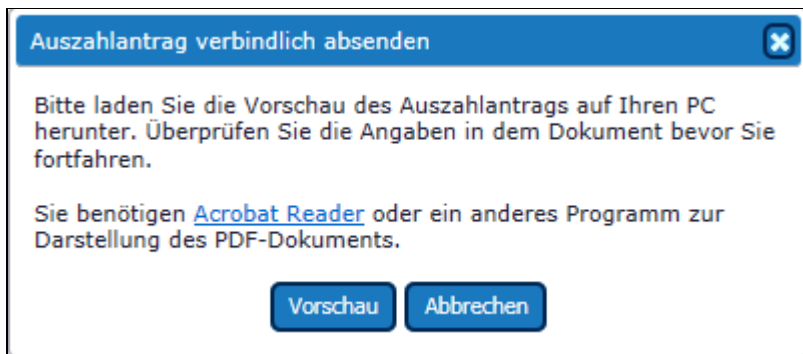 Auszahlantrag verbindlich absenden
Bitte laden Sie die Vorschau des Auszahlantrags auf Ihren PC
herunter. Überprüfen Sie die Angaben in dem Dokument bevor Sie
fortfahren.
Sie benötigen Acrobat Reader oder ein anderes Programm zur
Darstellung des PDF-Dokuments.
Vorschau Abbrechen